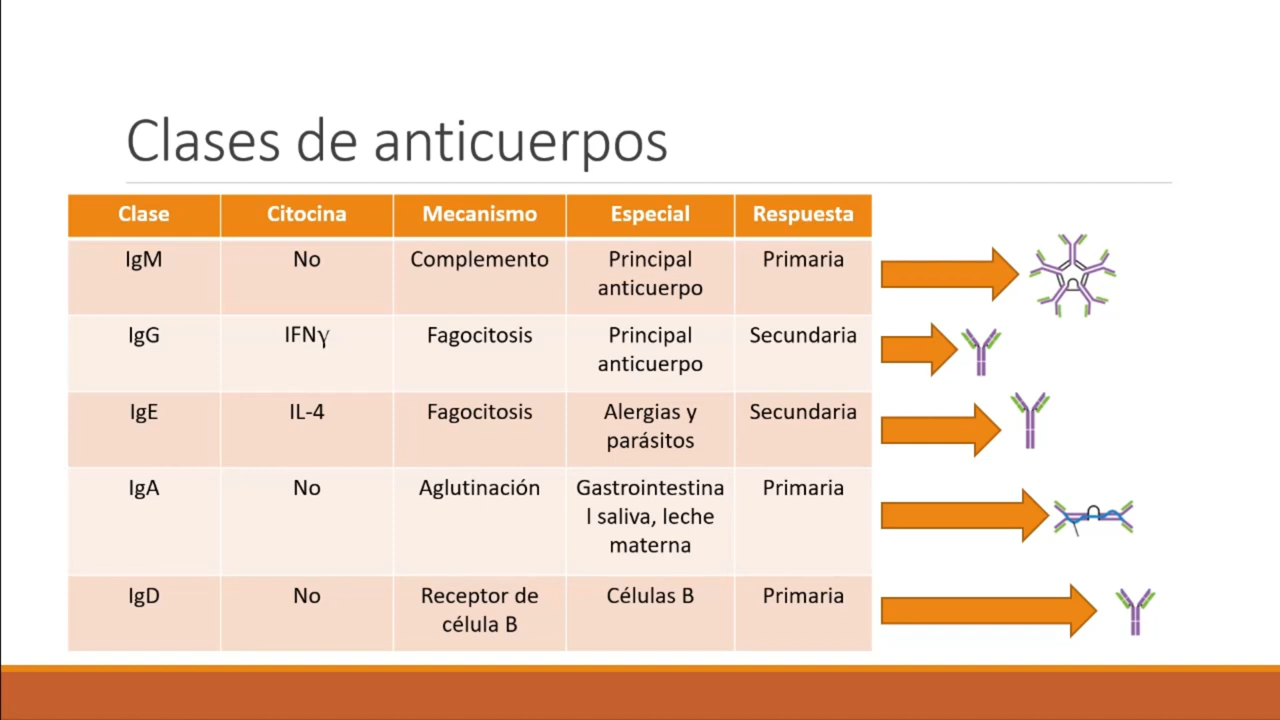 Clases de anticuerpos
Clase Citocina Mecanismo Especial Respuesta
IgM No Complemento Principal anticuerpo Primaria
IgG IFNγ Fagocitosis Principal anticuerpo Secundaria
IgE IL-4 Fagocitosis Alergias y parásitos Secundaria
IgA No Aglutinación Gastrointestina l saliva, leche materna Primaria
IgD No Receptor de célula B Células B Primaria